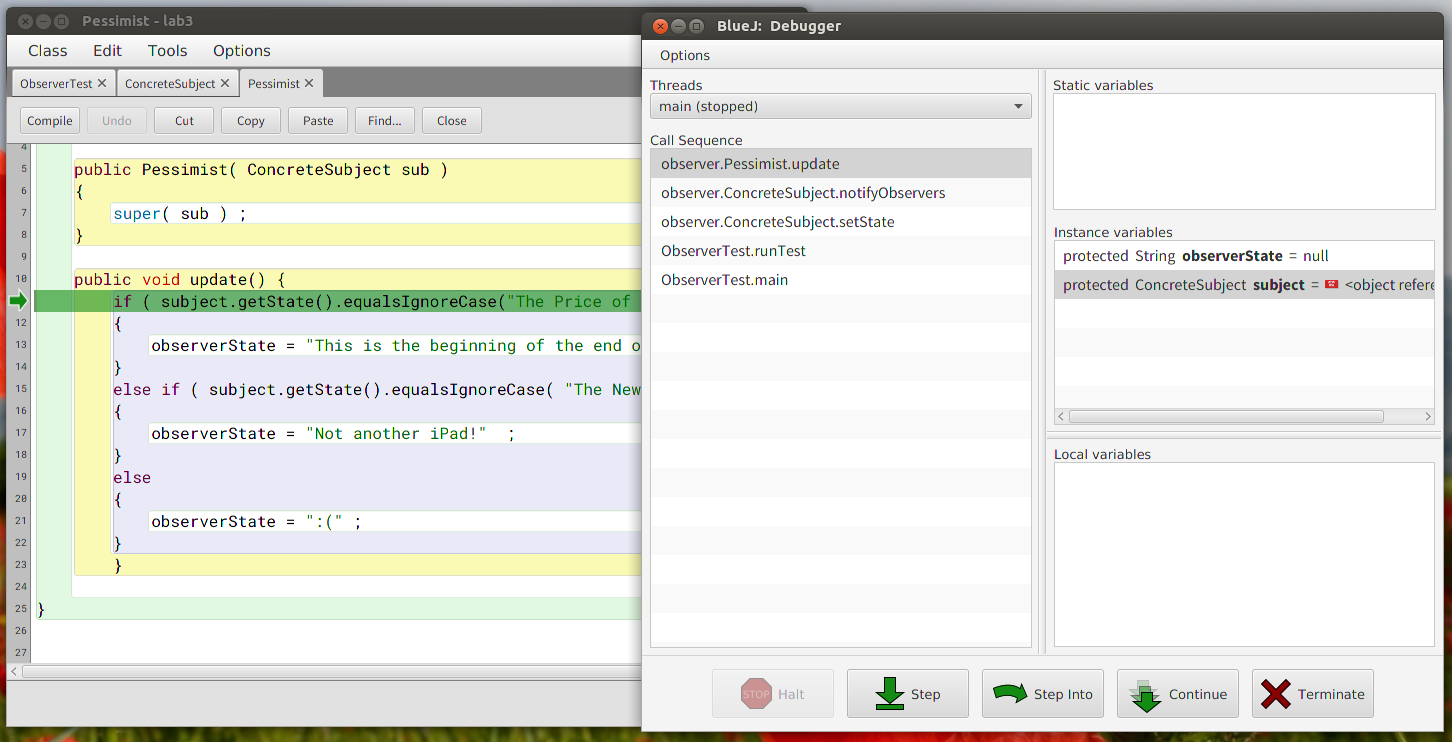 Pessimist - lab3
Class Edit Tools Options
ObserverTest ConcreteSubject Pessimist
Compile Undo Cut Copy Paste Find... Close
4
5 public Pessimist( ConcreteSubject sub )
6 {
7 super( sub ) ;
8 }
9
10 public void update() {
if ( subject.getState().equalsIgnoreCase("The Price of
12 {
13 observerState = "This is the beginning of the end o
14 }
15 else if ( subject.getState().equalsIgnoreCase( "The New
16 {
17 observerState = "Not another iPad!" ;
18 }
19 else
20 {
21 observerState = ":(" ;
22 }
23 }
24
25 }
26
27
BlueJ: Debugger
Options
Threads
main (stopped)
Call Sequence
observer.Pessimist.update
observer.ConcreteSubject.notifyObservers
observer.ConcreteSubject.setState
ObserverTest.runTest
ObserverTest.main
Static variables
Instance variables
protected String observerState = null
protected ConcreteSubject subject = <object refere
Local variables
STOP Halt Step Step Into Continue Terminate